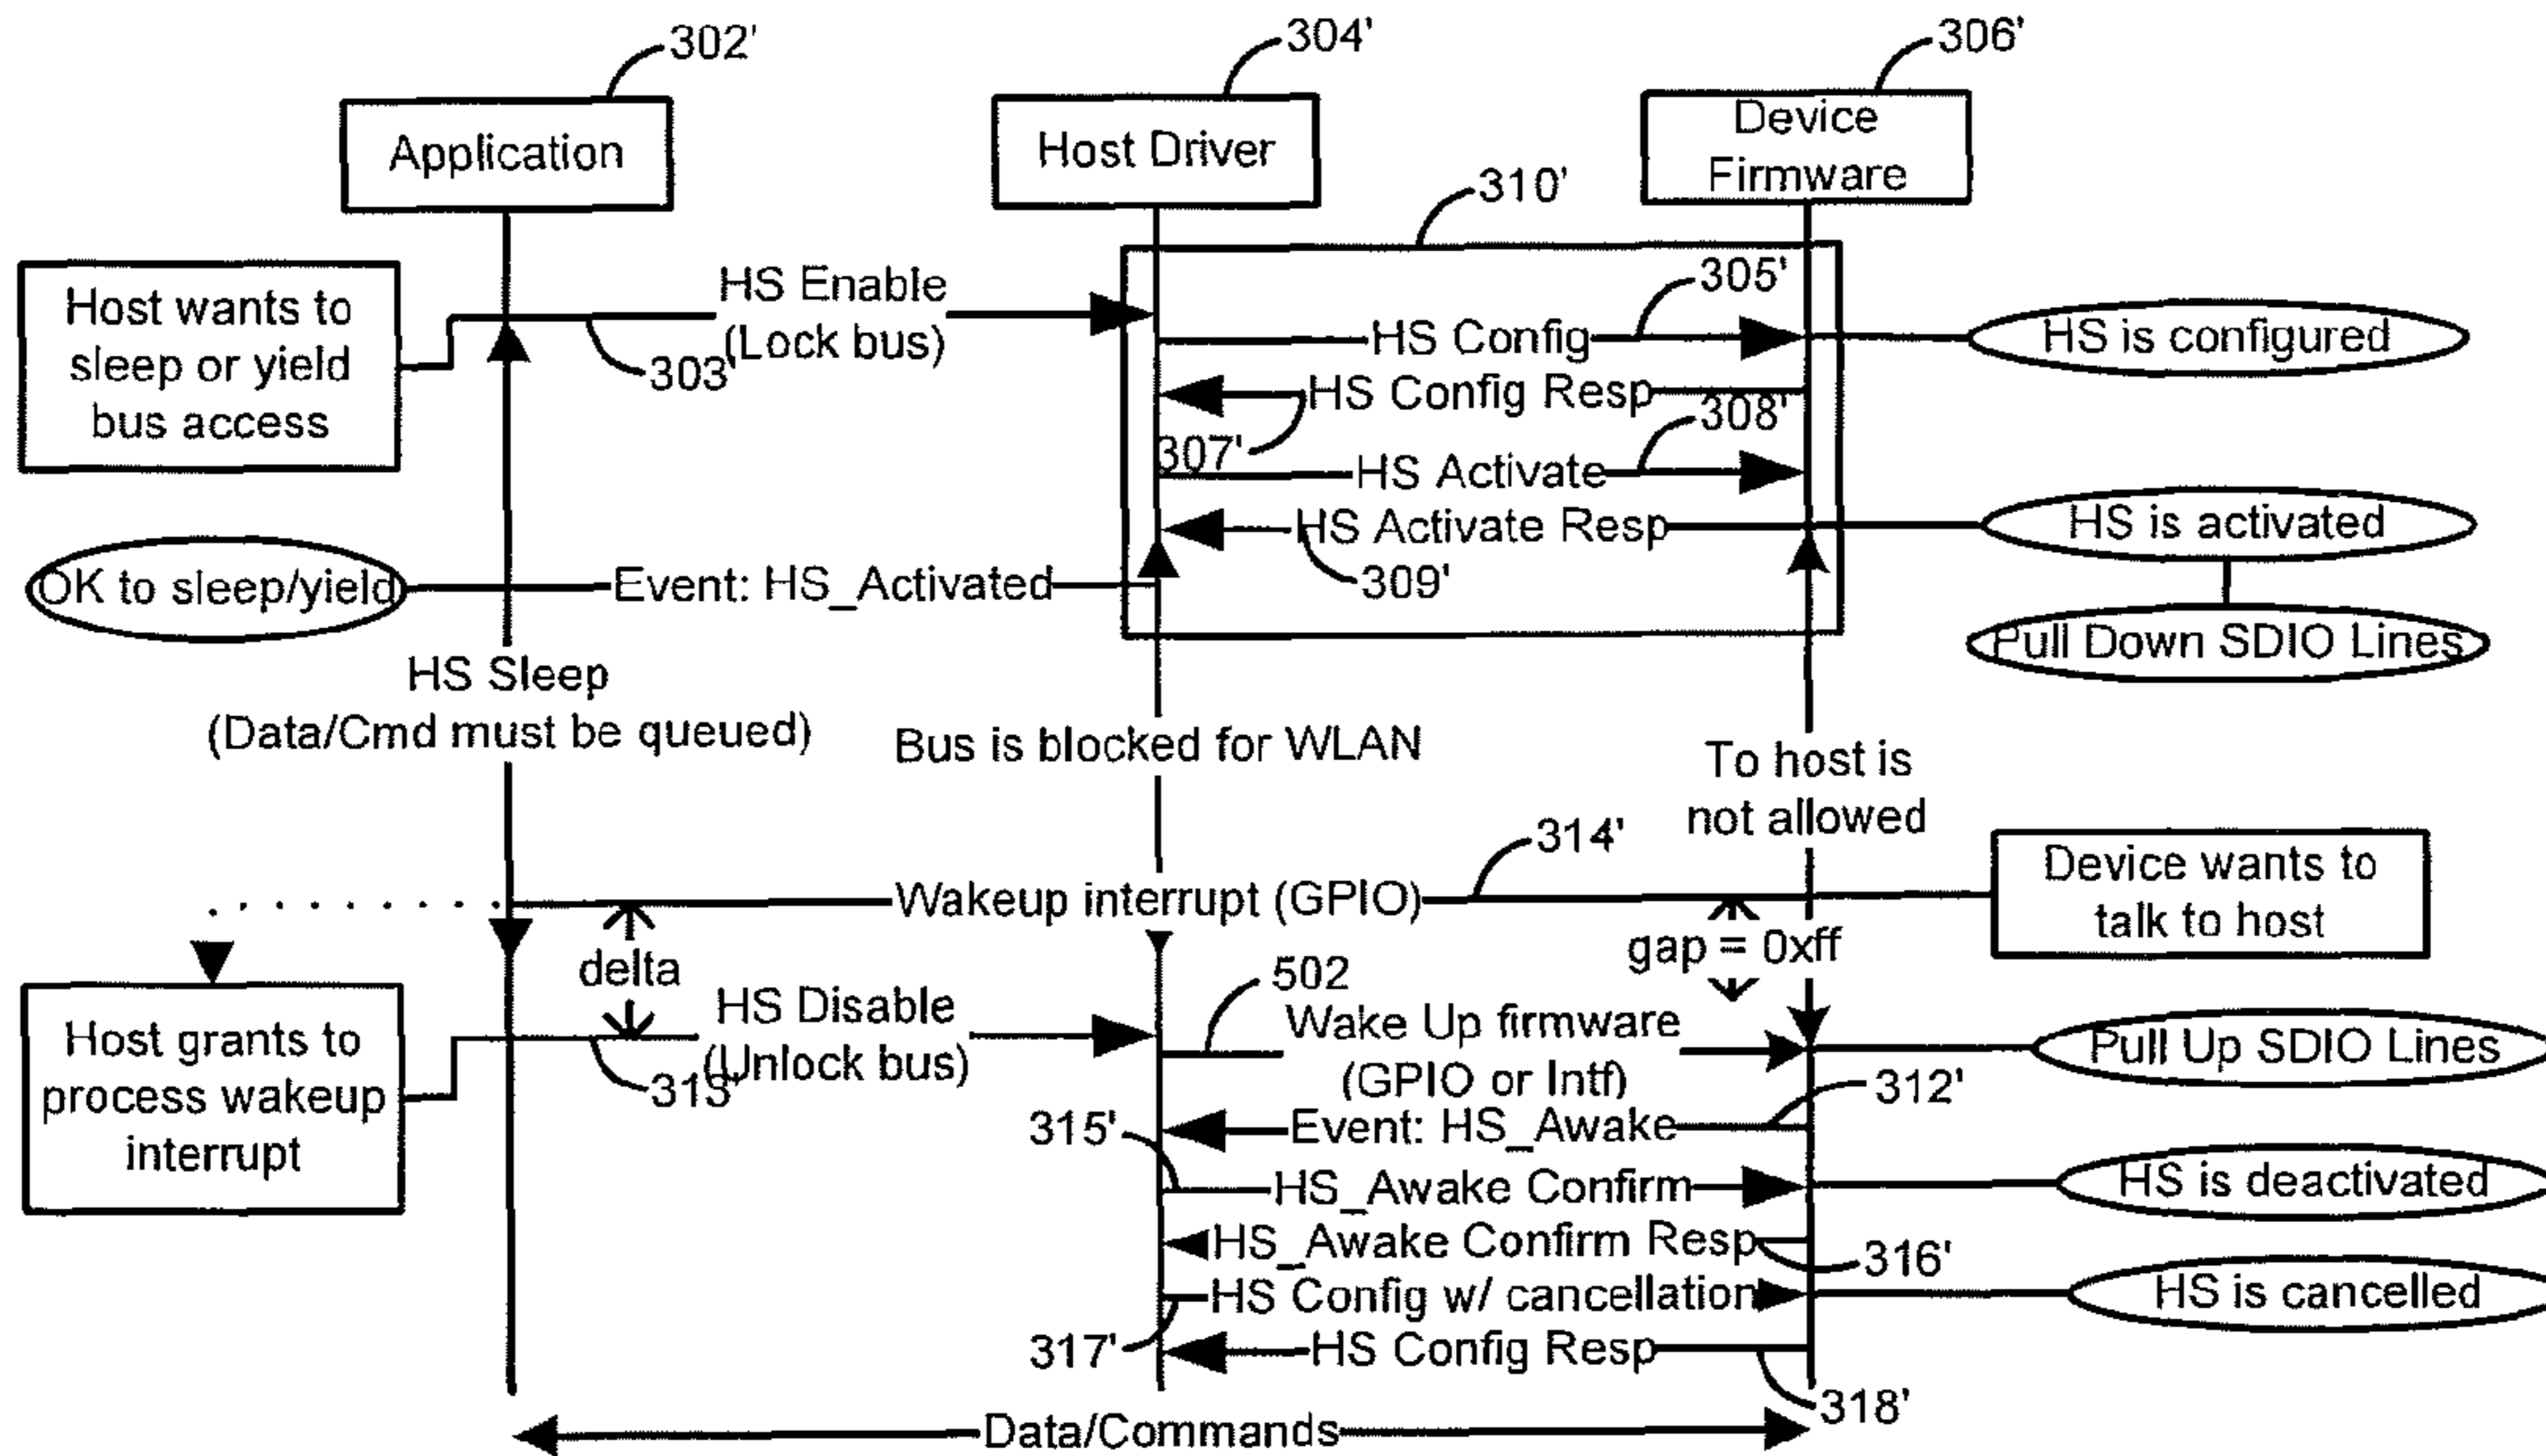 302'
304'
306'
Application
Host Driver
Device
Firmware
310'
Host wants to
sleep or yield
bus access
HS Enable
(Lock bus)
303'
305'
HS Config
HS is configured
HS Config Resp
307'
308'
HS Activate
HS Activate Resp
HS is activated
309'
OK to sleep/yield
Event: HS_Activated
Pull Down SDIO Lines
HS Sleep
(Data/Cmd must be queued)
Bus is blocked for WLAN
To host is
not allowed
314'
Wakeup interrupt (GPIO)
Device wants to
talk to host
gap = 0xff
delta
502
Host grants to
process wakeup
interrupt
HS Disable
(Unlock bus)
313'
Wake Up firmware
(GPIO or Intf)
Pull Up SDIO Lines
312'
Event: HS_Awake
315'
HS_Awake Confirm
HS is deactivated
HS_Awake Confirm Resp
316'
HS Config w/ cancellation
HS is cancelled
317'
HS Config Resp
318'
Data/Commands